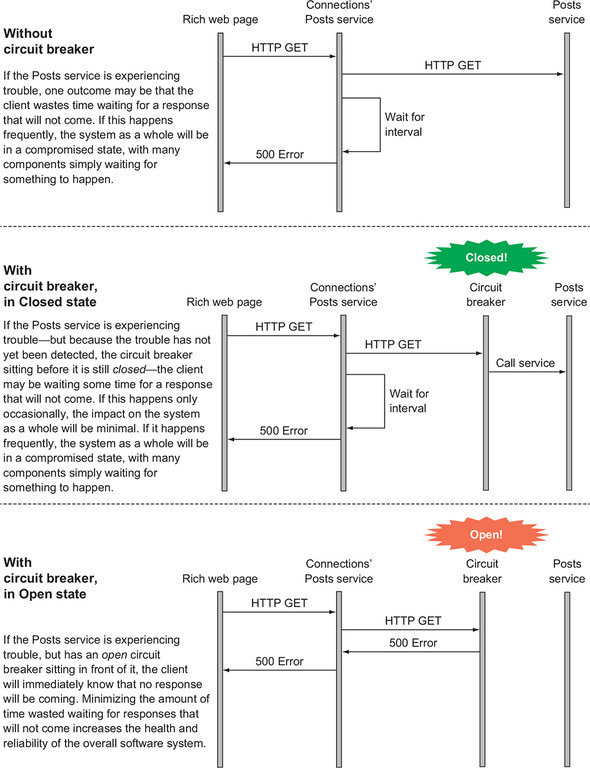 Without
circuit breaker
If the Posts service is experiencing
trouble, one outcome may be that the
client wastes time waiting for a response
that will not come. If this happens
frequently, the system as a whole will be
in a compromised state, with many
components simply waiting for
something to happen.
Rich web page
Connections’
Posts service
Posts
service
HTTP GET
HTTP GET
Wait for
interval
500 Error
With
circuit breaker,
in Closed state
If the Posts service is experiencing
trouble—but because the trouble has not
yet been detected, the circuit breaker
sitting before it is still closed—the client
may be waiting some time for a response
that will not come. If this happens only
occasionally, the impact on the system
as a whole will be minimal. If it happens
frequently, the system as a whole will be
in a compromised state, with many
components simply waiting for
something to happen.
Closed!
Rich web page
Connections’
Posts service
Circuit
breaker
Posts
service
HTTP GET
HTTP GET
Call service
Wait for
interval
500 Error
With
circuit breaker,
in Open state
If the Posts service is experiencing
trouble, but has an open circuit
breaker sitting in front of it, the client
will immediately know that no response
will be coming. Minimizing the amount of
time wasted waiting for responses that
will not come increases the health and
reliability of the overall software system.
Open!
Rich web page
Connections’
Posts service
Circuit
breaker
Posts
service
HTTP GET
HTTP GET
500 Error
500 Error